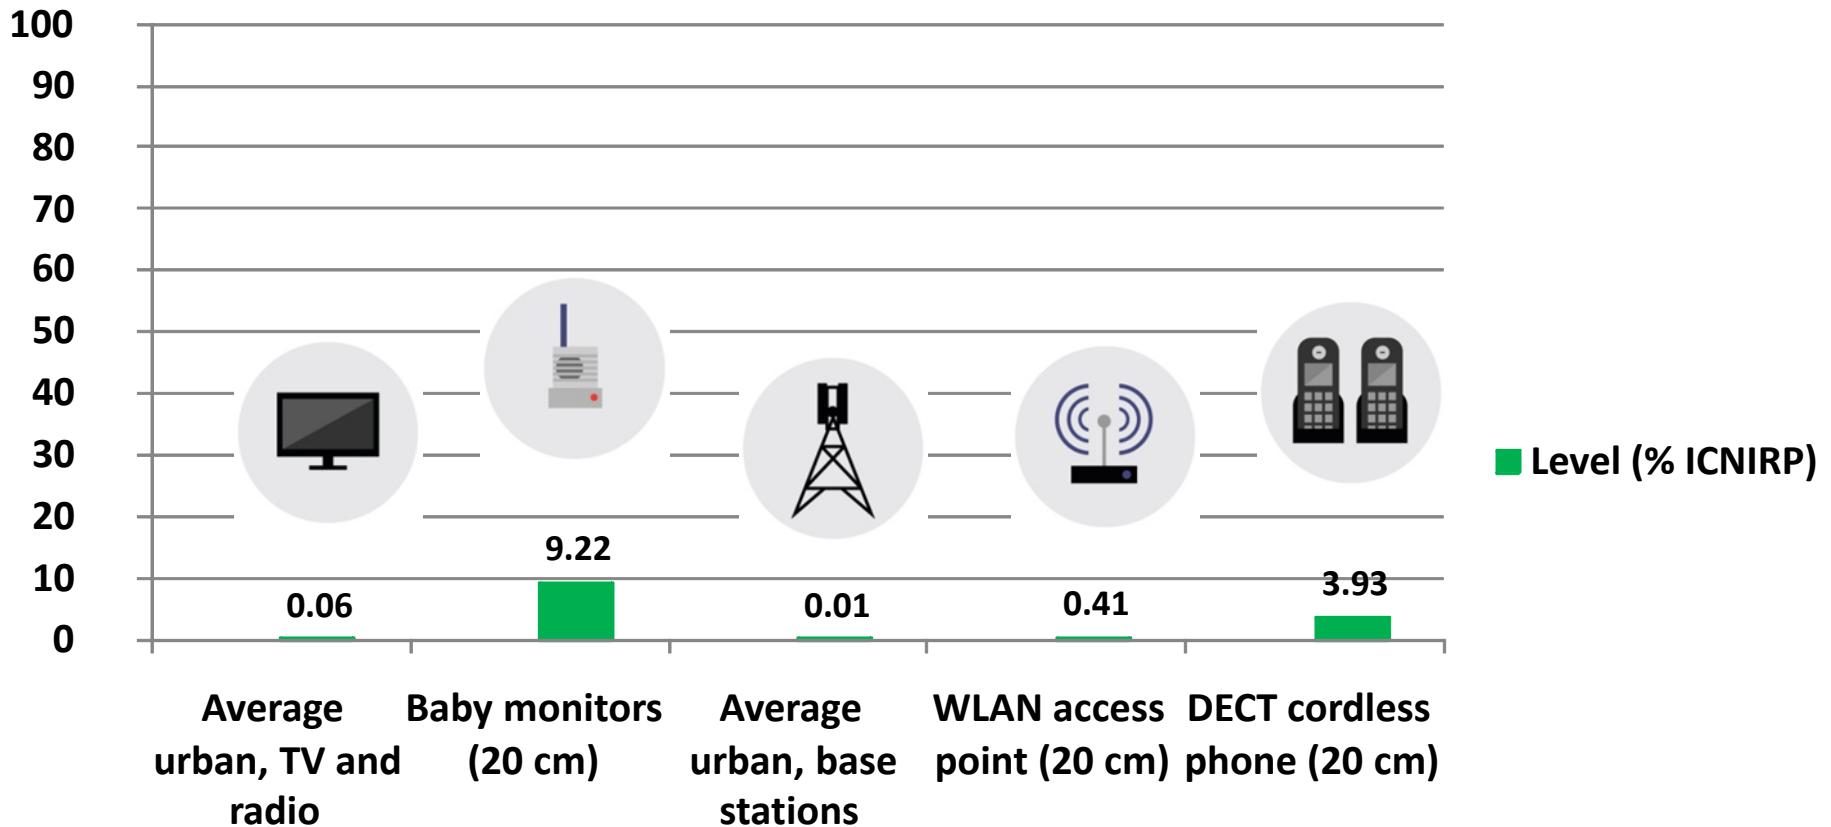 100
90
80
70
60
50
40
30
20
10
0
0.06
9.22
0.01
0.41
3.93
Average
urban, TV and
radio
Baby monitors
(20 cm)
Average
urban, base
stations
WLAN access
point (20 cm)
DECT cordless
phone (20 cm)
Level (% ICNIRP)